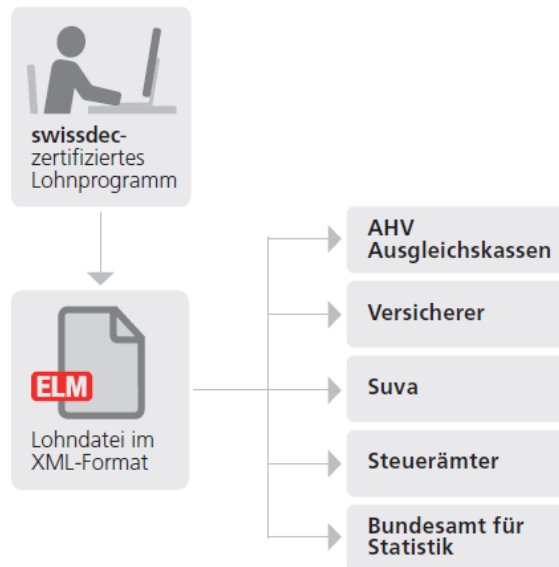 swissdec-
zertifiziertes
Lohnprogramm
ELM
Lohndatei im
XML-Format
AHV
Ausgleichskassen
Versicherer
Suva
Steuerämter
Bundesamt für
Statistik